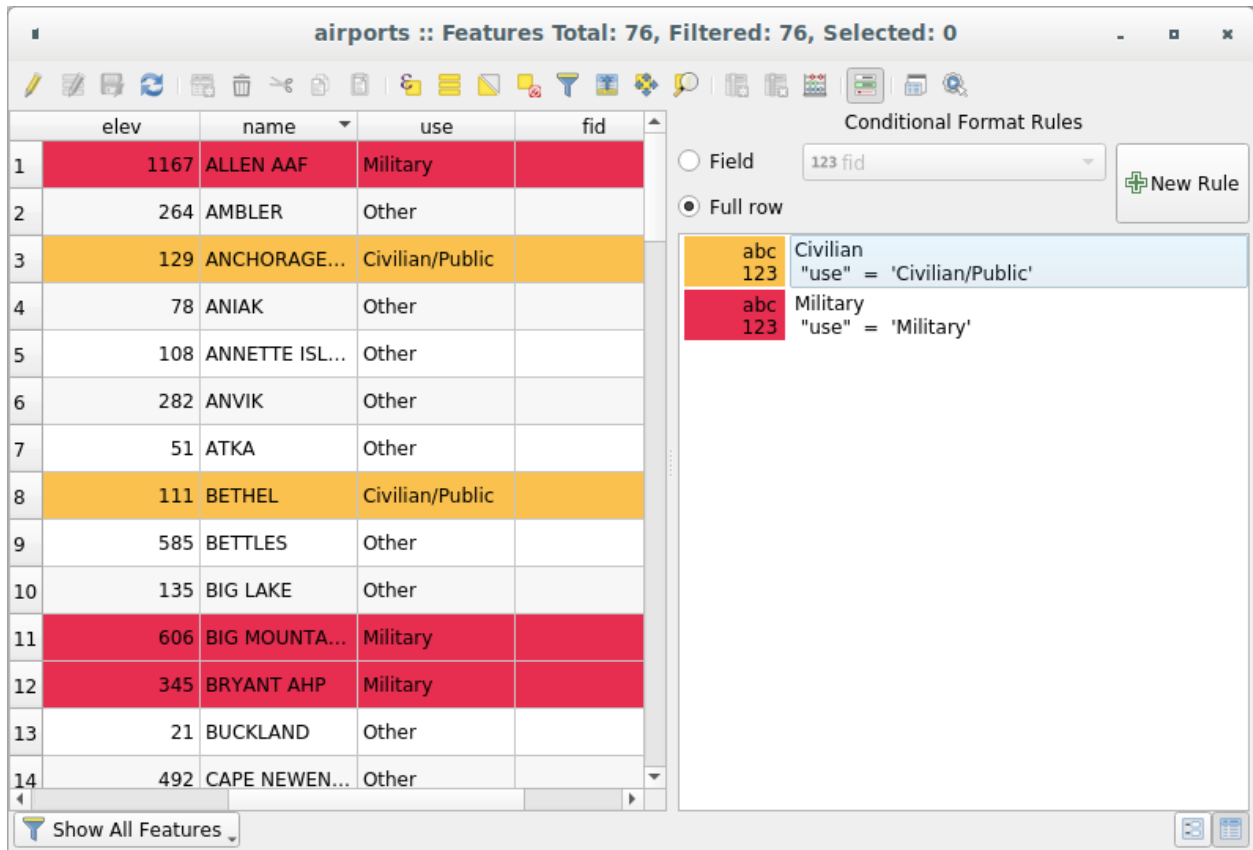 airports :: Features Total: 76, Filtered: 76, Selected: 0
elev name use fid
1 1167 ALLEN AAF Military
2 264 AMBLER Other
3 129 ANCHORAGE... Civilian/Public
4 78 ANIAK Other
5 108 ANNETTE ISL... Other
6 282 ANVIK Other
7 51 ATKA Other
8 111 BETHEL Civilian/Public
9 585 BETTLES Other
10 135 BIG LAKE Other
11 606 BIG MOUNTA... Military
12 345 BRYANT AHP Military
13 21 BUCKLAND Other
14 492 CAPE NEWEN... Other
Show All Features
Conditional Format Rules
Field 123 fid
Full row
New Rule
abc Civilian
123 "use" = 'Civilian/Public'
abc Military
123 "use" = 'Military'